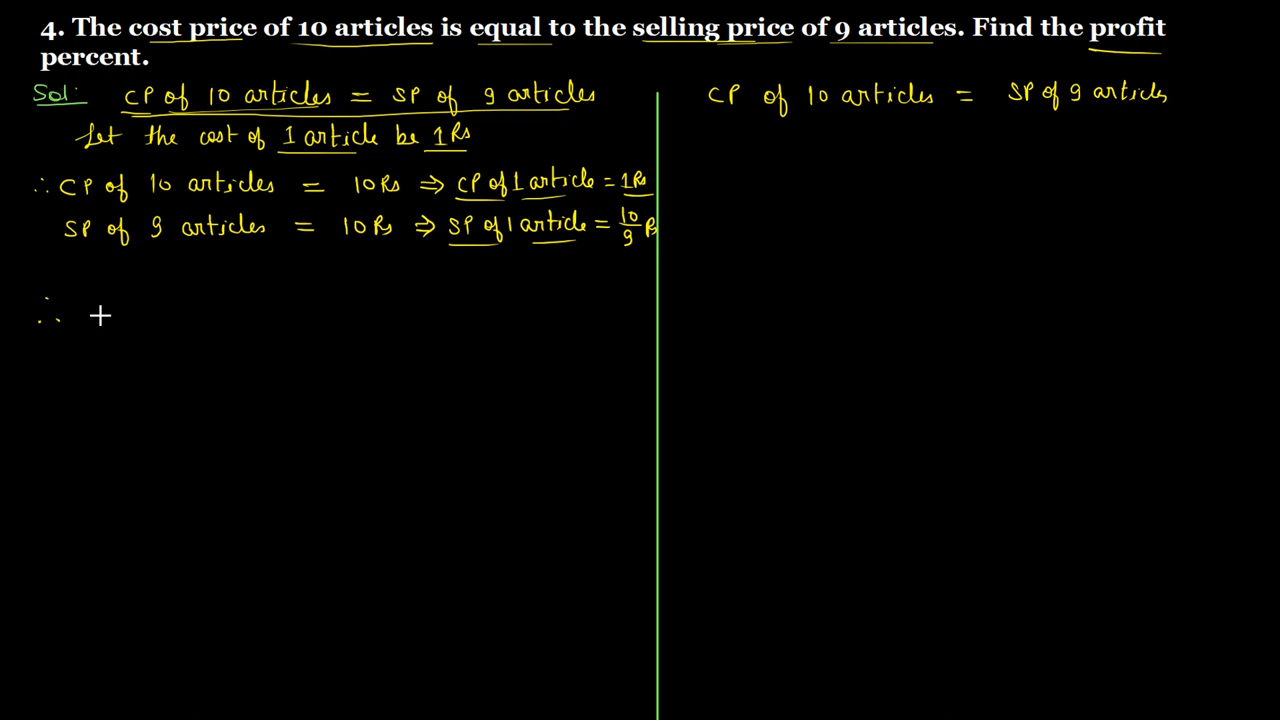 4. The cost price of 10 articles is equal to the selling price of 9 articles. Find the profit
percent.
Sol:
CP of 10 articles = SP of 9 articles
Let the cost of 1 article be 1Rs
∴ CP of 10 articles = 10Rs ⇒ CP of 1 article = 1Rs
SP of 9 articles = 10Rs ⇒ SP of 1 article = 10/9 Rs
∴
CP of 10 articles = SP of 9 articles